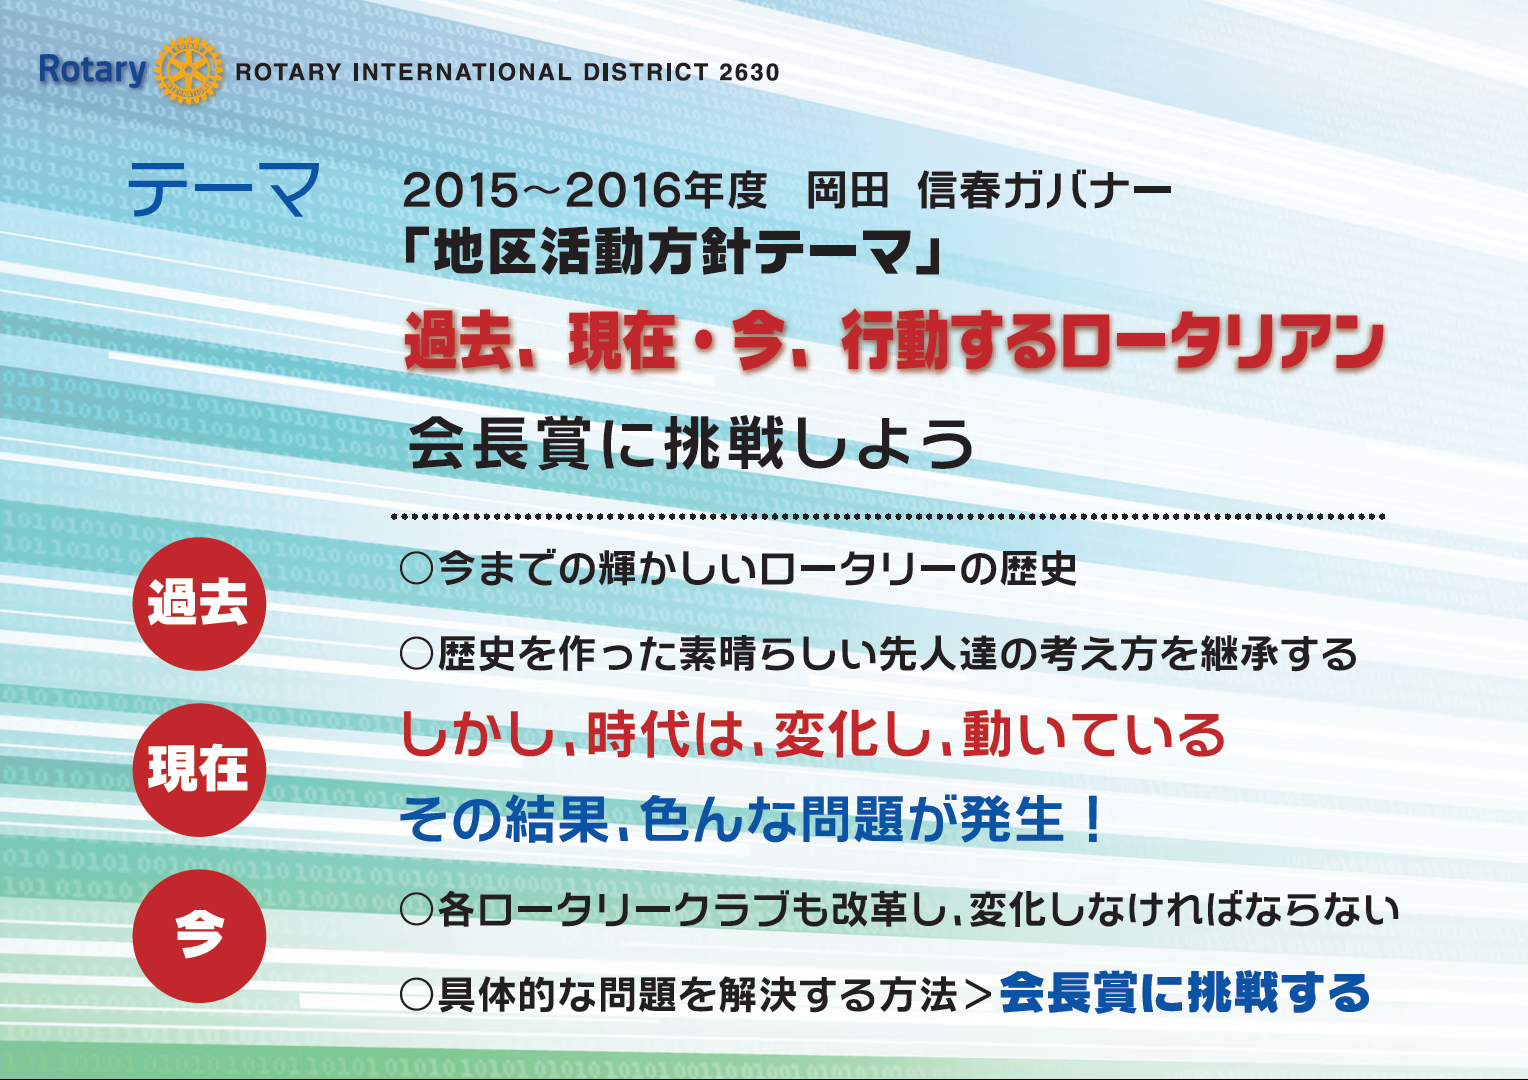 Rotary ROTARY INTERNATIONAL DISTRICT 2630
テーマ
2015～2016年度　岡田 信春ガバナー
「地区活動方針テーマ」
過去、現在・今、行動するロータリアン
会長賞に挑戦しよう
過去
○今までの輝かしいロータリーの歴史
○歴史を作った素晴らしい先人達の考え方を継承する
現在
しかし、時代は、変化し、動いている
その結果、色んな問題が発生！
今
○各ロータリークラブも改革し、変化しなければならない
○具体的な問題を解決する方法＞会長賞に挑戦する